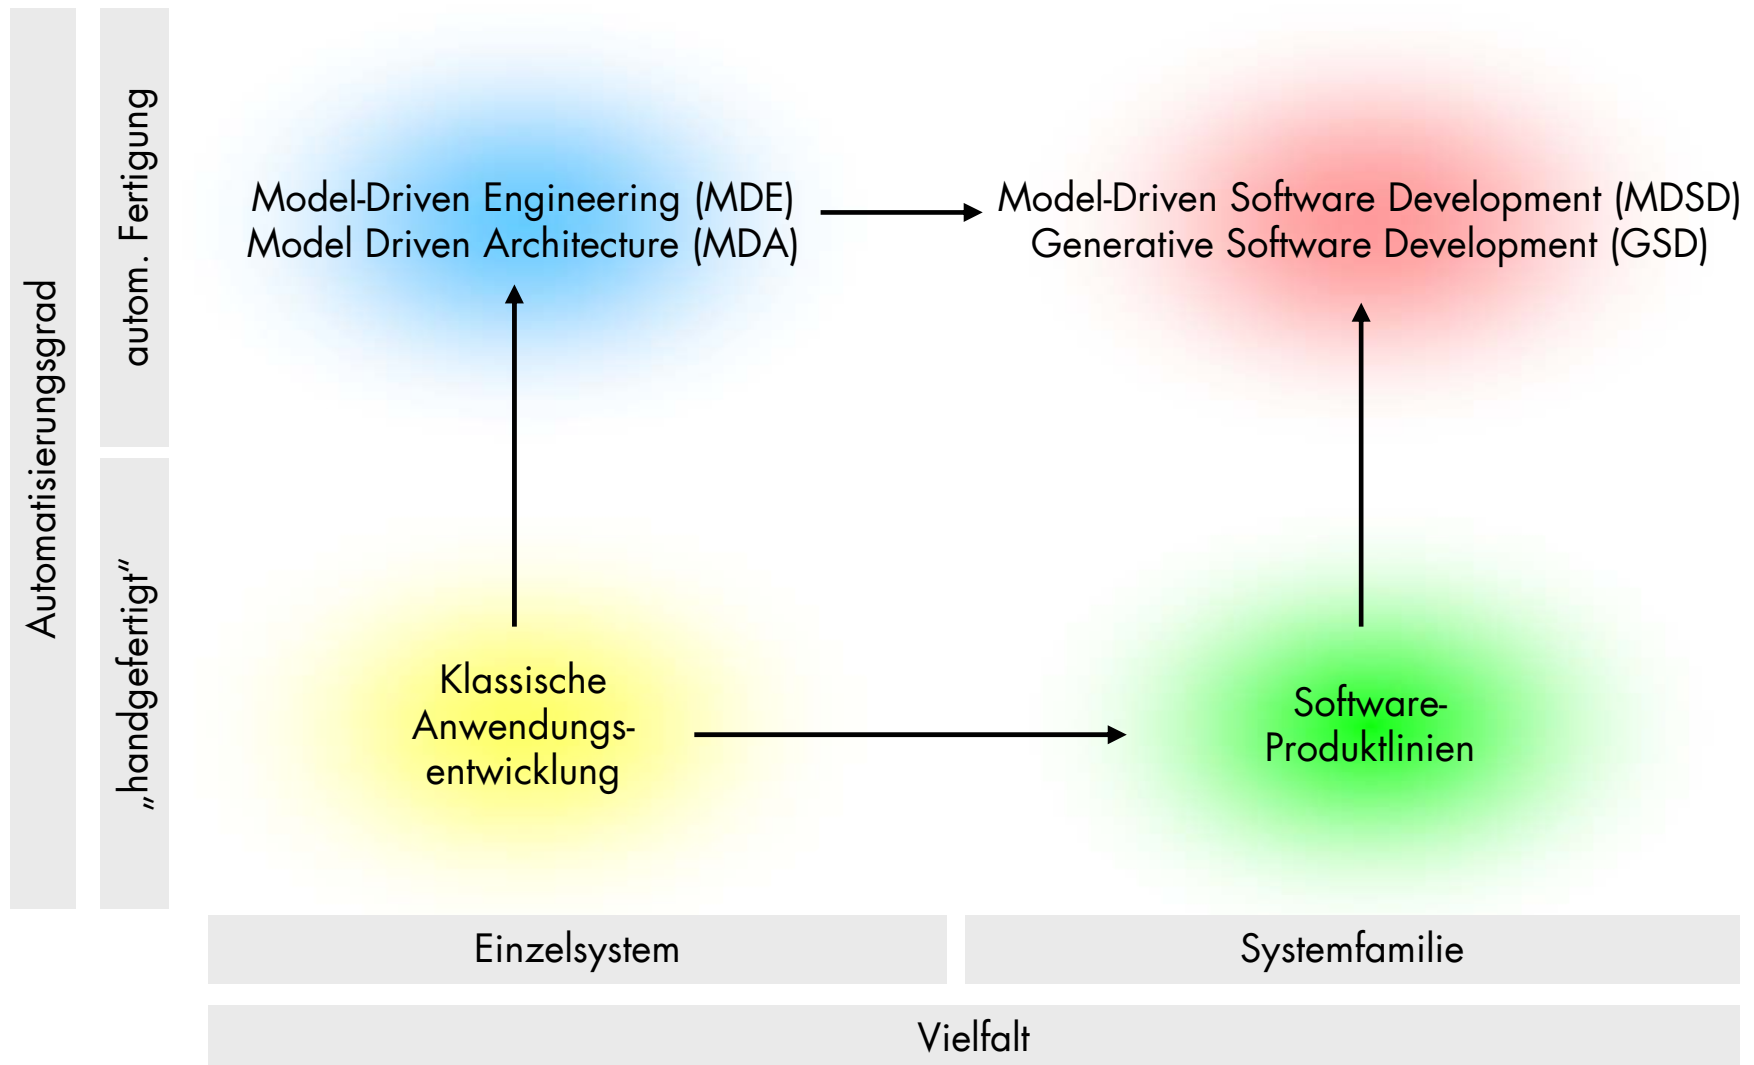 Automatisierungsgrad
autom. Fertigung
„handgefertigt“
Model-Driven Engineering (MDE)
Model Driven Architecture (MDA)
Model-Driven Software Development (MDSD)
Generative Software Development (GSD)
Klassische
Anwendungs-
entwicklung
Software-
Produktlinien
Einzelsystem
Systemfamilie
Vielfalt